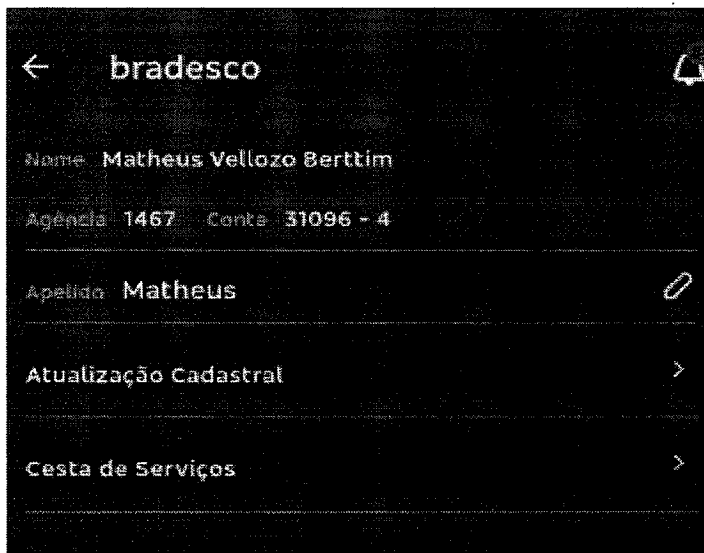 bradesco
Nome Matheus Vellozo Berttim
Agência 1467 Conta 31096 - 4
Apelido Matheus
Atualização Cadastral
Cesta de Serviços